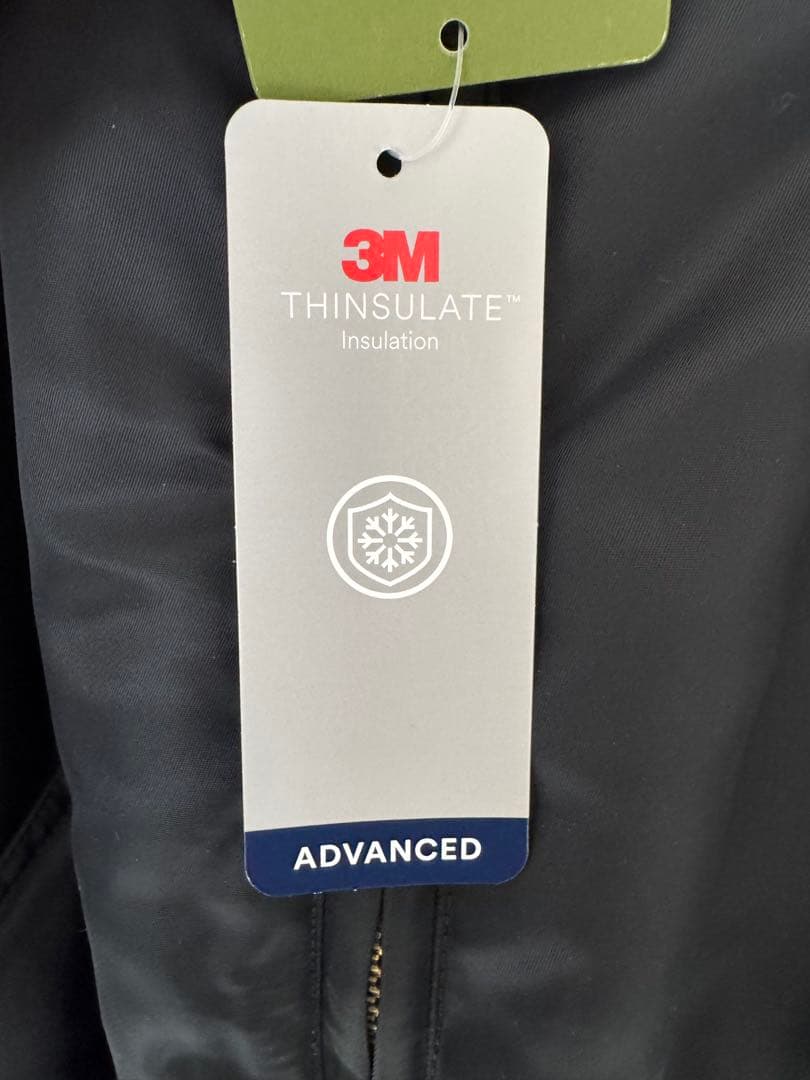 3M
THINSULATE™
Insulation
ADVANCED